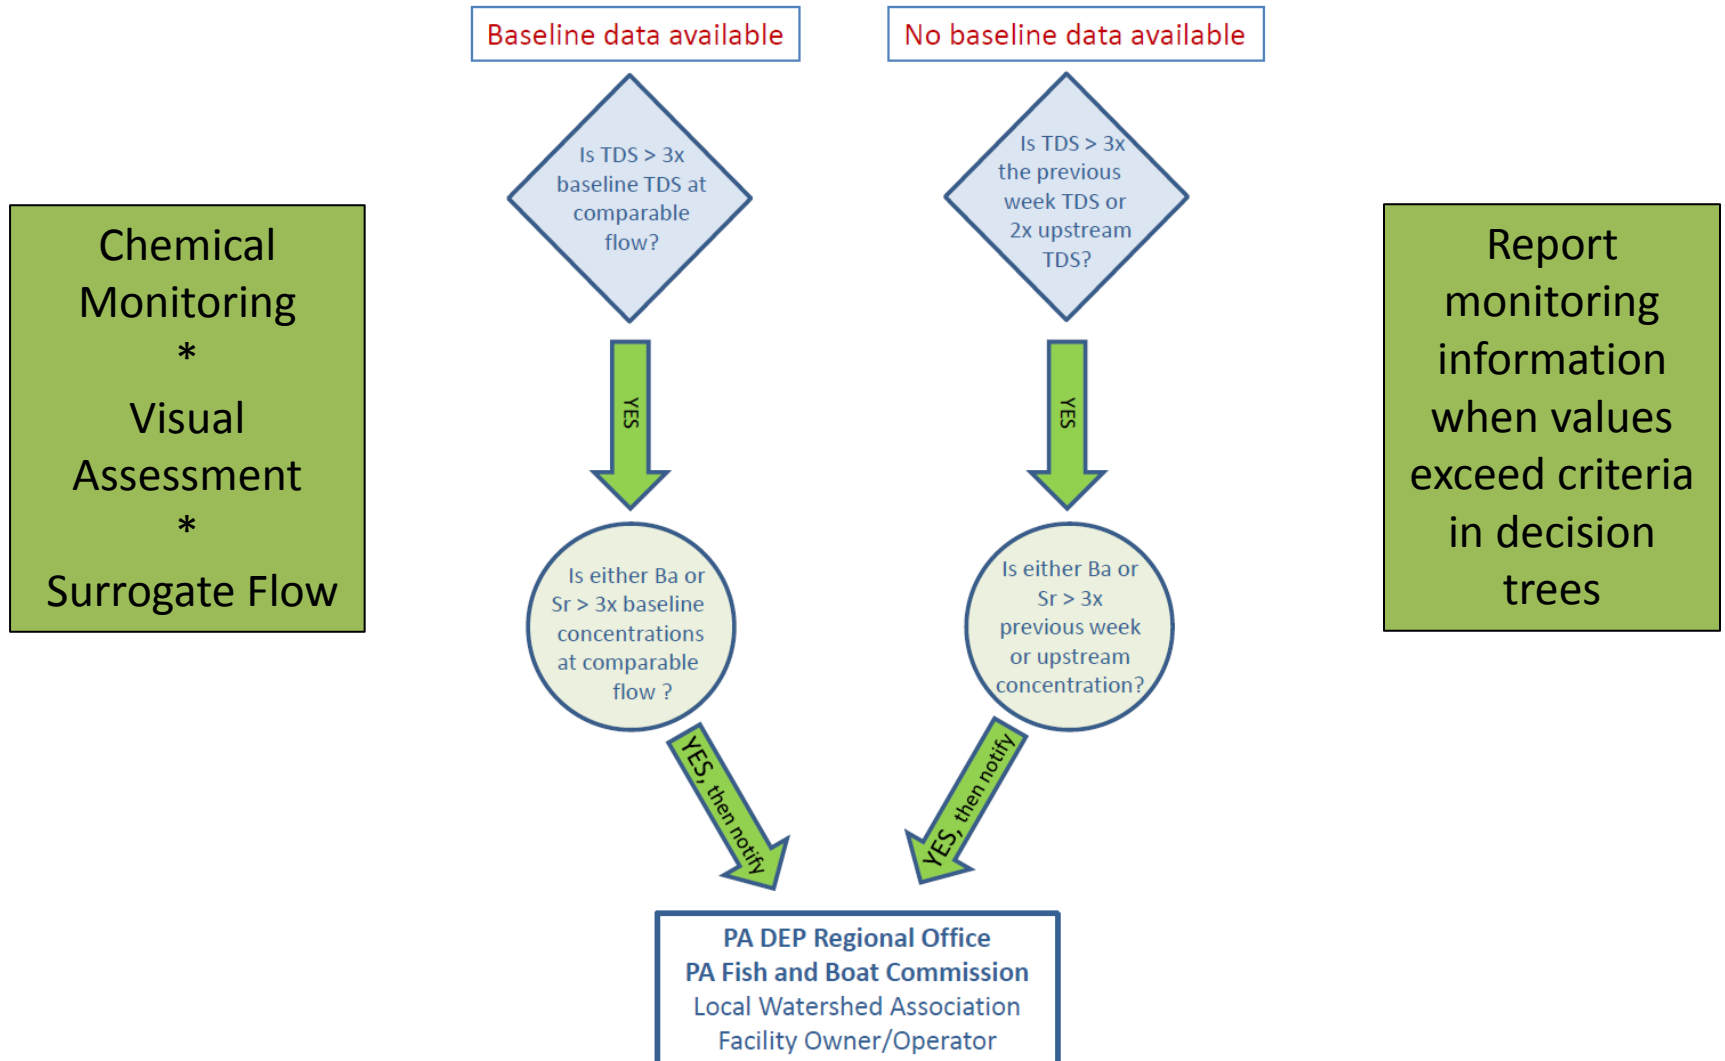 Baseline data available
No baseline data available
Is TDS > 3x
baseline TDS at
comparable
flow?
Is TDS > 3x
the previous
week TDS or
2x upstream
TDS?
Chemical
Monitoring
*
Visual
Assessment
*
Surrogate Flow
Report
monitoring
information
when values
exceed criteria
in decision
trees
YES
YES
Is either Ba or
Sr > 3x baseline
concentrations
at comparable
flow ?
Is either Ba or
Sr > 3x
previous week
or upstream
concentration?
YES, then notify
YES, then notify
PA DEP Regional Office
PA Fish and Boat Commission
Local Watershed Association
Facility Owner/Operator